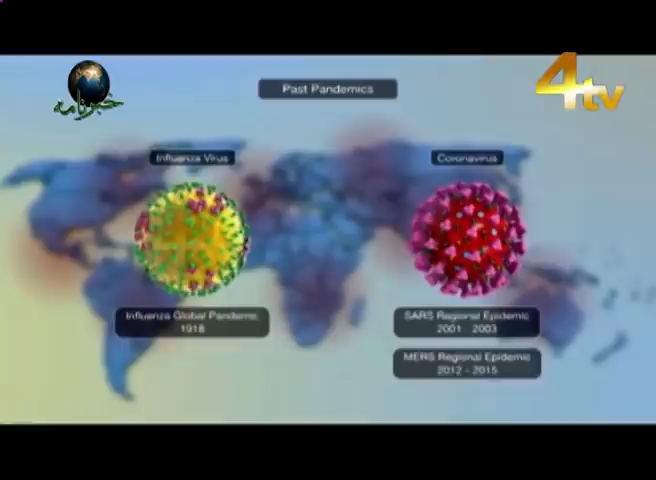 Past Pandemics
خبرنامه
4tv
Influenza Virus
Coronavirus
Influenza Global Pandemic
1918
SARS Regional Epidemic
2001 - 2003
MERS Regional Epidemic
2012 - 2015